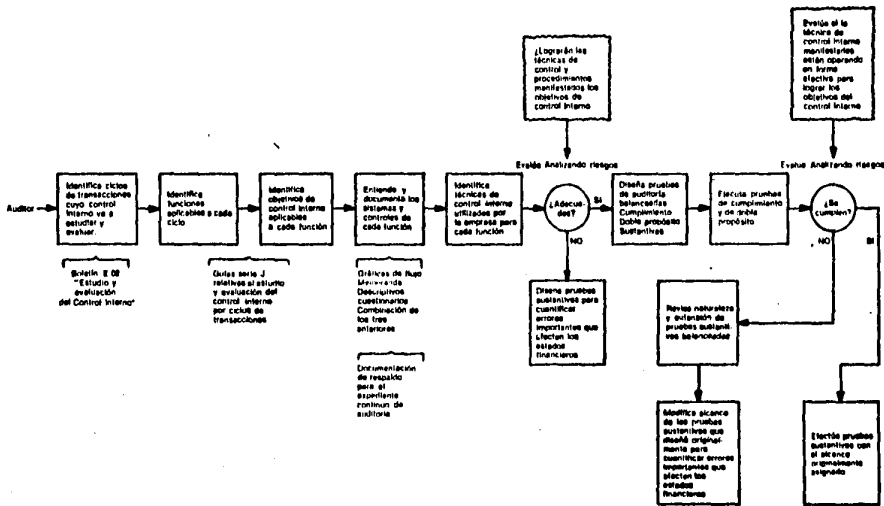 ¿Lograrán las
técnicas de
control y
procedimientos
manifestados los
objetivos de
control interno
Evalúe si la
técnica de
control interno
manifestarles
están operando
en forma
efectiva para
lograr los
objetivos del
control interno
Evalúe Analizando riesgos
Evalúe Analizando riesgos
Auditor
Identifica ciclos
de transacciones
cuyo control
interno va a
estudiar y
evaluar.
Identifica
funciones
aplicables a cada
ciclo
Identifica
objetivos de control
interno
aplicables
a cada función
Entiende y
documenta los
sistemas y
controles de
cada función
Identifica
técnicas de
control interno
utilizadas por
la empresa para
cada función
¿Adecua-
dos?
SI
NO
Diseña pruebas
de auditoría
balancearlas
Cumplimiento
Doble propósito
Sustantivas
Ejecuta pruebas
de cumplimiento
y de doble
propósito
¿Se
cumplen?
NO
SI
Boletín E 02
"Estudio y
evaluación
del Control Interno"
Guías serie J
relativas al estudio
y evaluación del
control interno
por ciclos de
transacciones
Gráficas de flujo
Memoranda
Descriptivos
cuestionarios
Combinación de
los tres
anteriores
Documentación
de respaldo
para el
expediente
continuo de
auditoría
Diseña pruebas
sustantivas para
cuantificar
errores
importantes que
afecten los
estados
financieros
Revisa naturaleza
y extensión de
pruebas sustanti-
vas balanceadas
Modifica alcance
de las pruebas
sustantivas que
diseñó original-
mente para
cuantificar errores
importantes que
afecten los
estados
financieros
Efectúa pruebas
sustantivas con
el alcance
originalmente
asignado